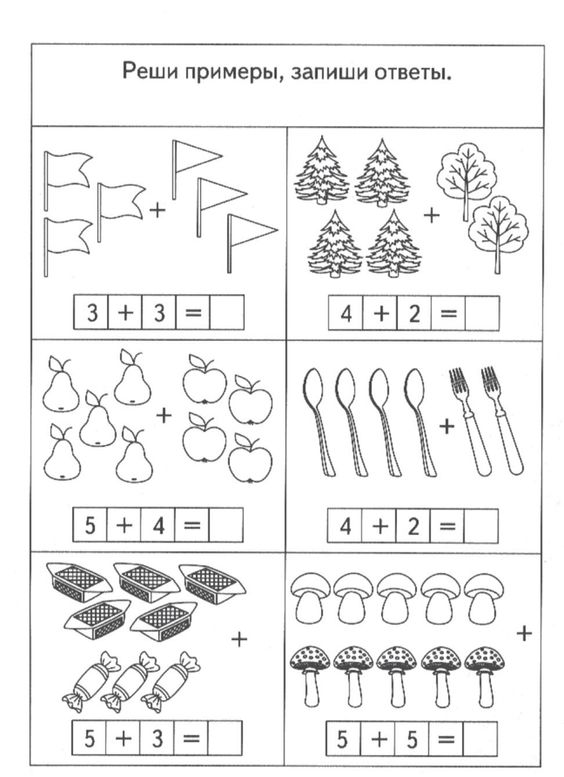 Реши примеры, запиши ответы.
+
+
3 + 3 =
4 + 2 =
+
+
5 + 4 =
4 + 2 =
+
+
5 + 3 =
5 + 5 =